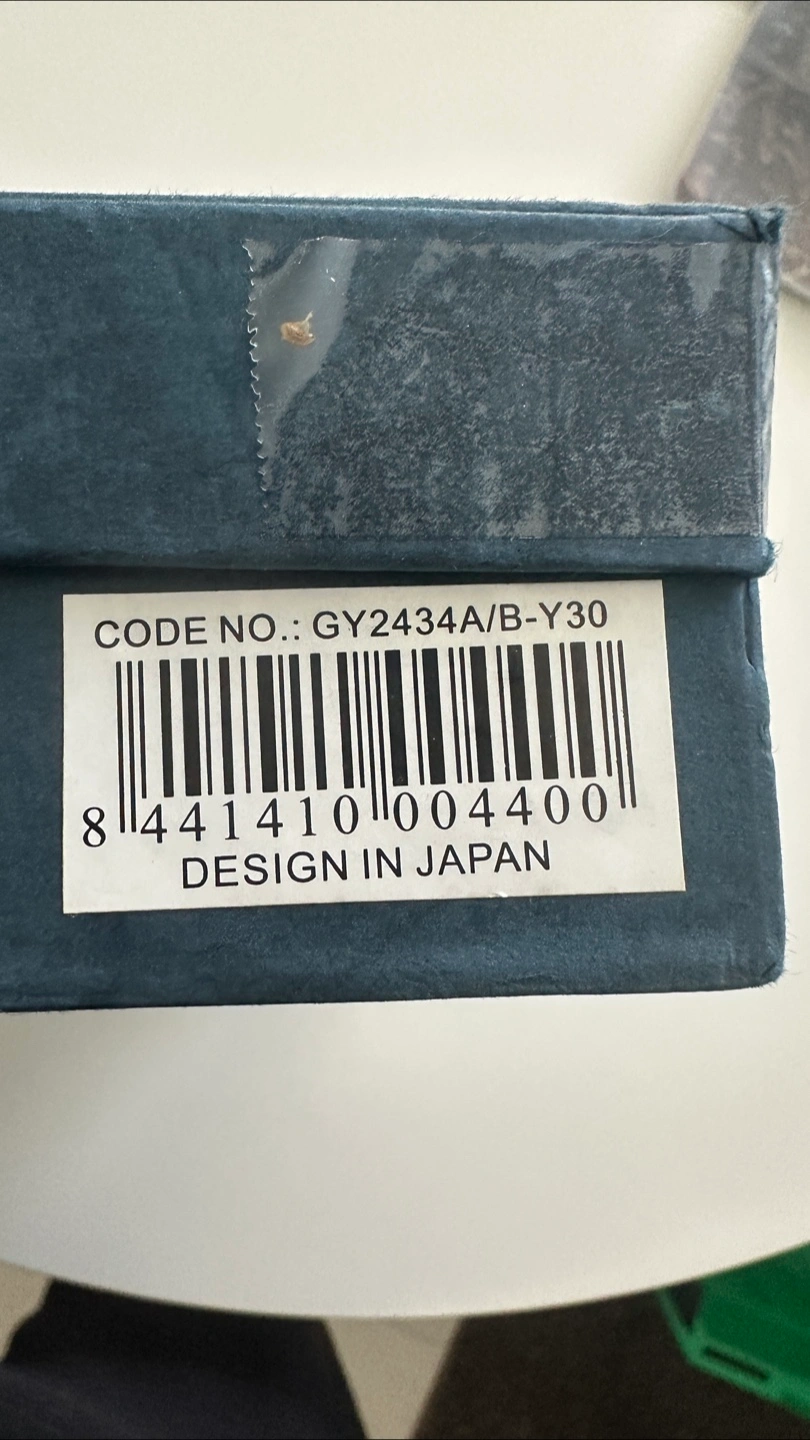 CODE NO.: GY2434A/B-Y30
8 441410 004400
DESIGN IN JAPAN